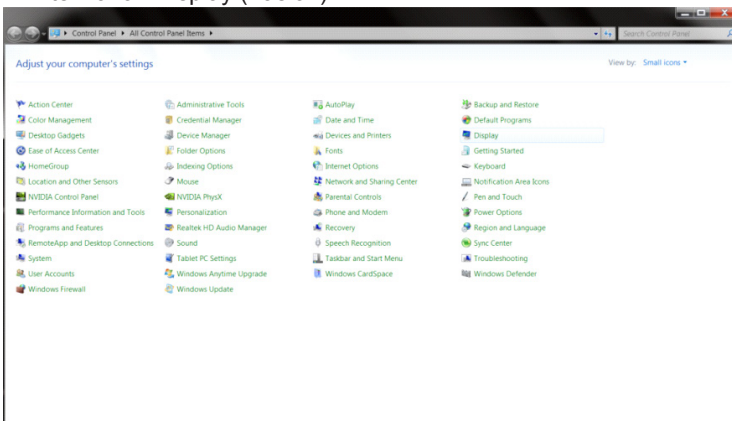 Display
Control Panel ▸ All Control Panel Items ▸
Search Control Panel
Adjust your computer's settings
View by: Small icons
Action Center
Administrative Tools
AutoPlay
Backup and Restore
Color Management
Credential Manager
Date and Time
Default Programs
Desktop Gadgets
Device Manager
Devices and Printers
Display
Ease of Access Center
Folder Options
Fonts
Getting Started
HomeGroup
Indexing Options
Internet Options
Keyboard
Location and Other Sensors
Mouse
Network and Sharing Center
Notification Area Icons
NVIDIA Control Panel
NVIDIA PhysX
Parental Controls
Pen and Touch
Performance Information and Tools
Personalization
Phone and Modem
Power Options
Programs and Features
Realtek HD Audio Manager
Recovery
Region and Language
RemoteApp and Desktop Connections
Sound
Speech Recognition
Sync Center
System
Tablet PC Settings
Taskbar and Start Menu
Troubleshooting
User Accounts
Windows Anytime Upgrade
Windows CardSpace
Windows Defender
Windows Firewall
Windows Update